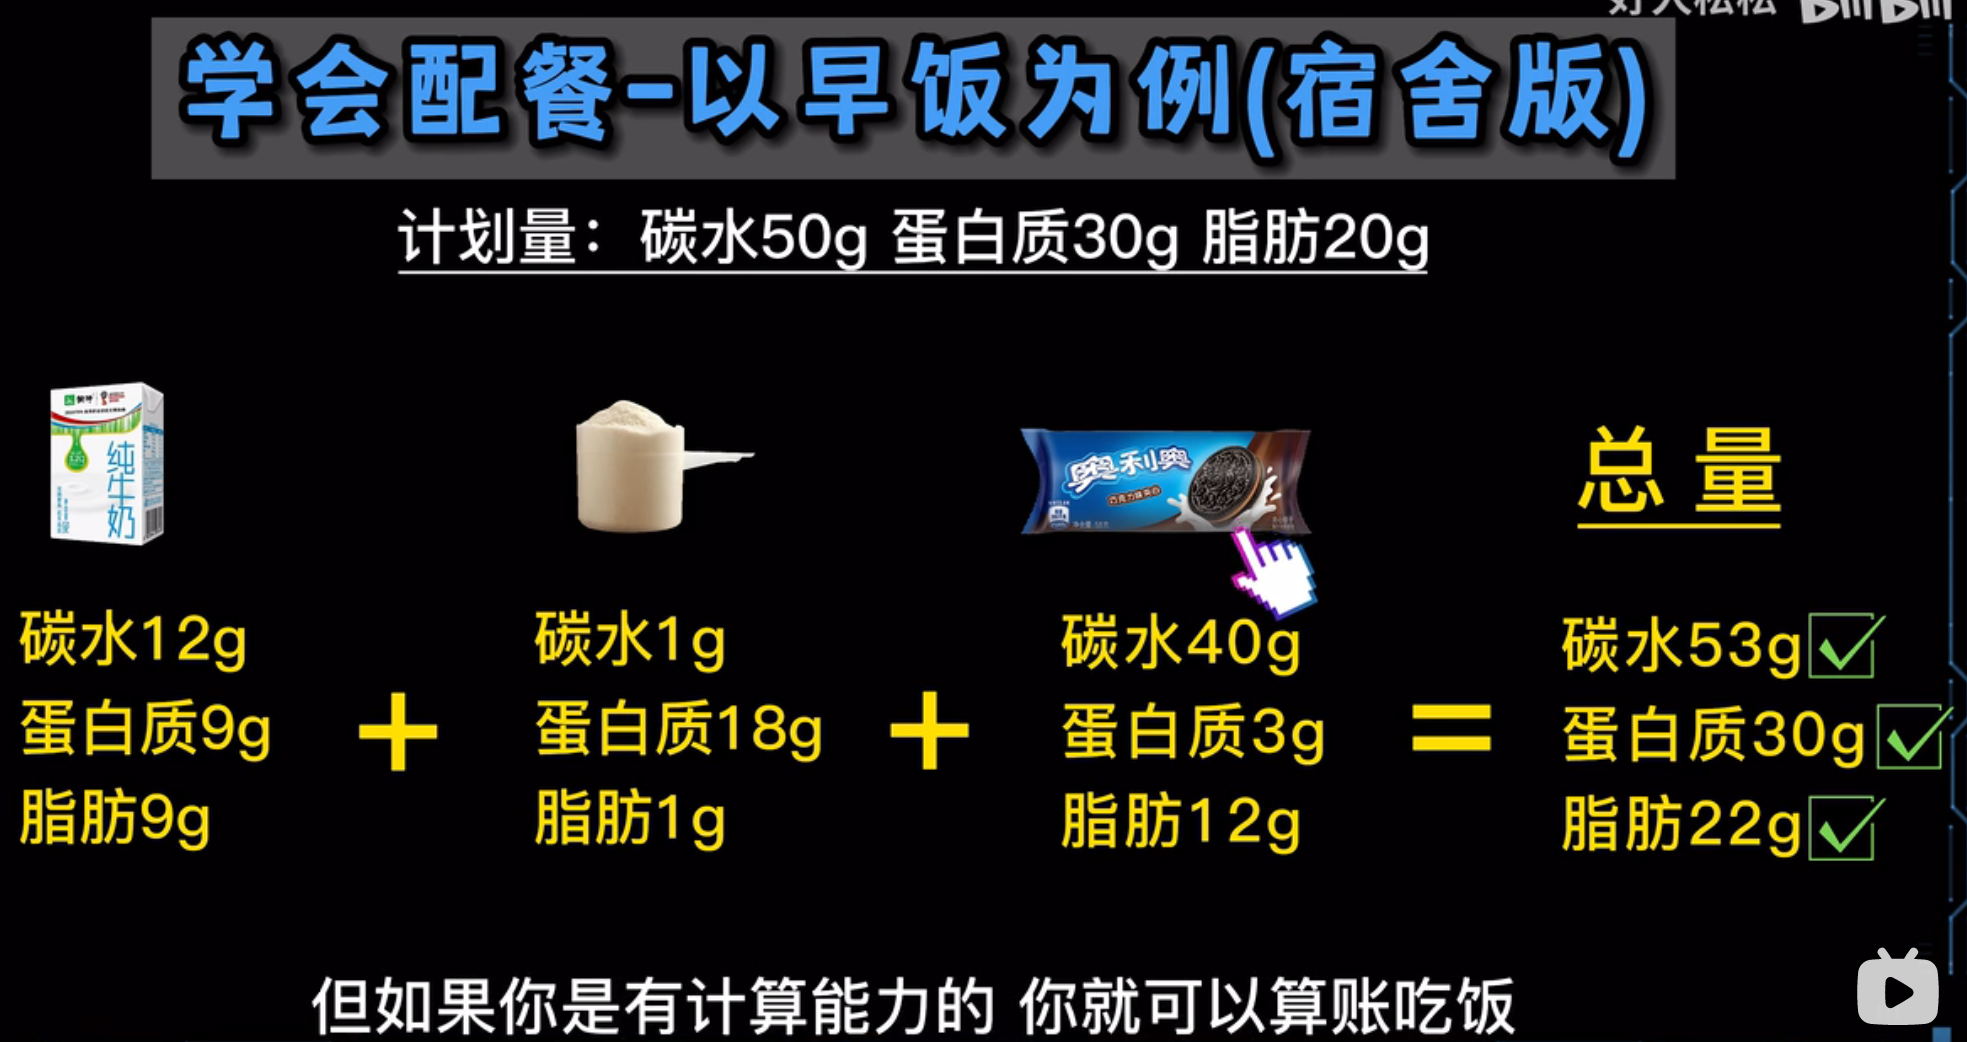 学会配餐-以早饭为例(宿舍版)
计划量：碳水50g 蛋白质30g 脂肪20g
纯牛奶
奥利奥
巧克力味夹心
总量
碳水12g
蛋白质9g
脂肪9g
+
碳水1g
蛋白质18g
脂肪1g
+
碳水40g
蛋白质3g
脂肪12g
=
碳水53g
蛋白质30g
脂肪22g
但如果你是有计算能力的 你就可以算账吃饭